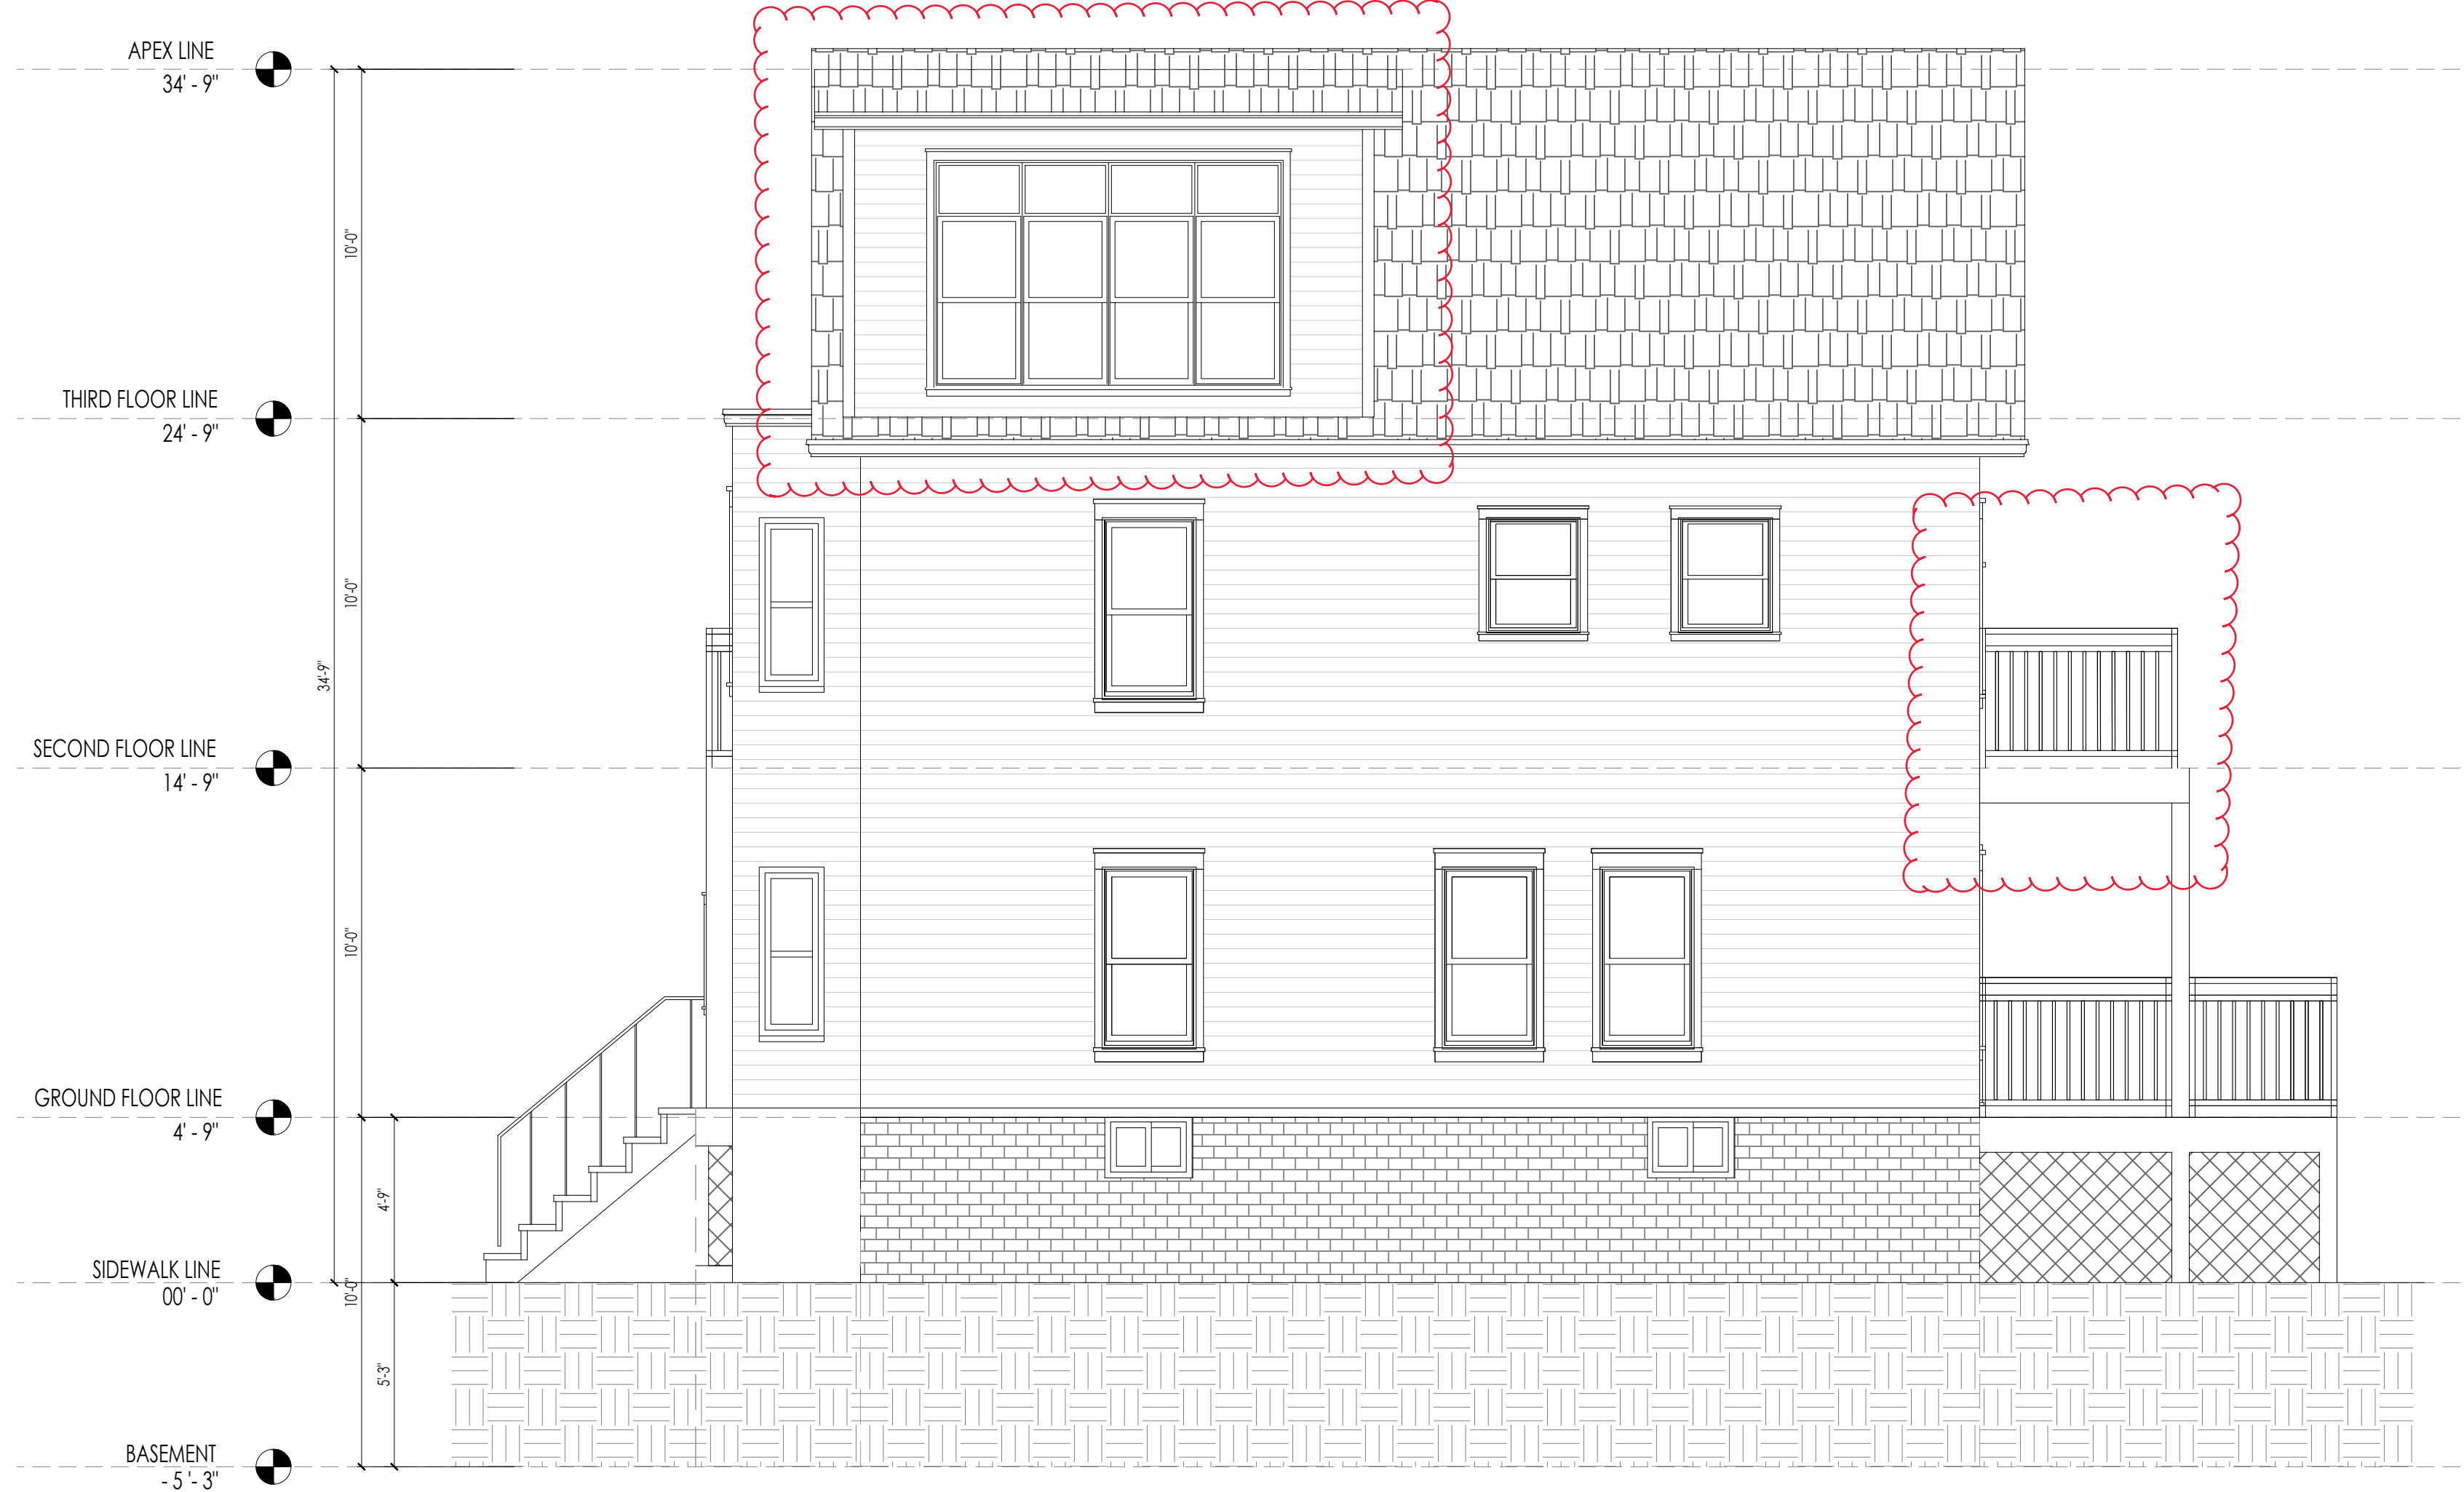 APEX LINE
34' - 9"
10'-0"
THIRD FLOOR LINE
24' - 9"
10'-0"
34'-9"
SECOND FLOOR LINE
14' - 9"
10'-0"
GROUND FLOOR LINE
4' - 9"
4'-9"
SIDEWALK LINE
00' - 0"
10'-0"
5'-3"
BASEMENT
- 5 '- 3"